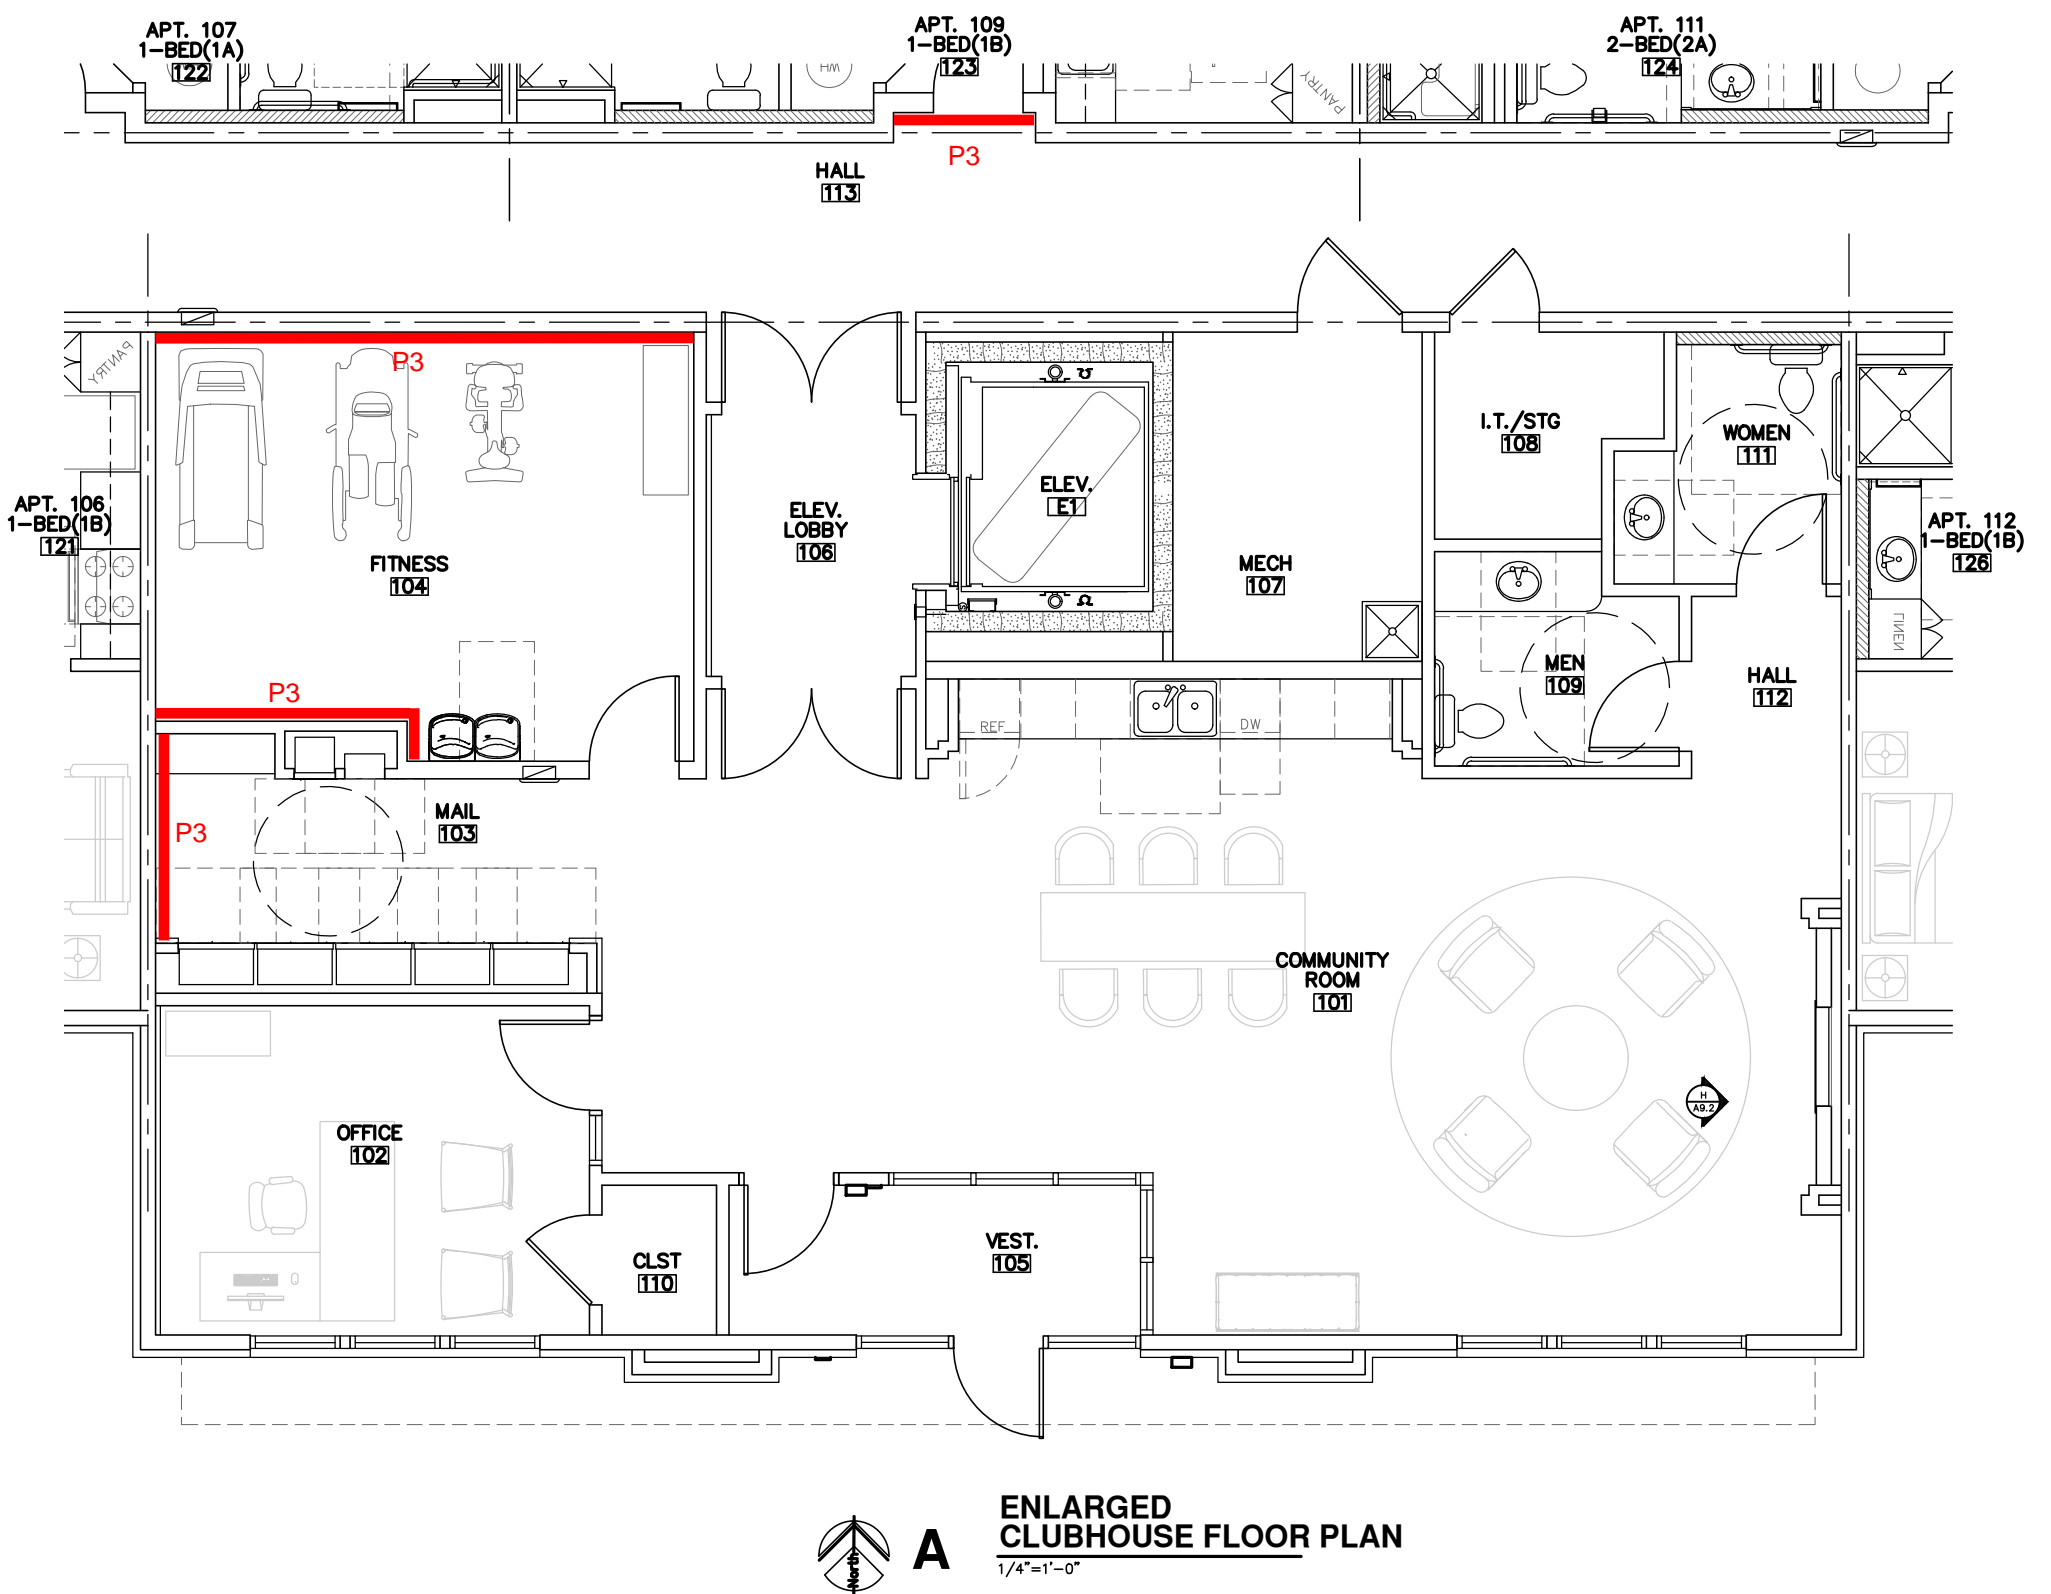 APT. 107
1-BED(1A)
122
APT. 109
1-BED(1B)
123
APT. 111
2-BED(2A)
124
WH
PANTRY
P3
HALL
113
PANTRY
P3
I.T./STG
108
WOMEN
111
ELEV.
E1
ELEV.
LOBBY
106
APT. 106
1-BED(1B)
121
APT. 112
1-BED(1B)
126
FITNESS
104
MECH
107
LINEN
MEN
109
HALL
112
P3
REF
DW
MAIL
103
P3
COMMUNITY
ROOM
101
H
A9.2
OFFICE
102
VEST.
105
CLST
110
ENLARGED
CLUBHOUSE FLOOR PLAN
A
North
1/4"=1'-0"